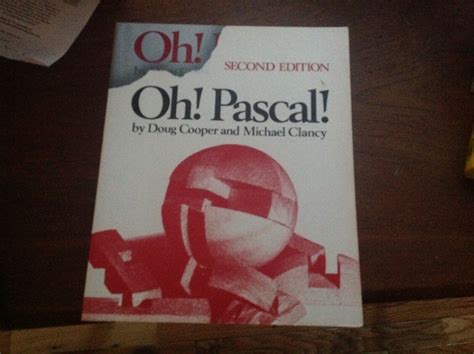 Oh!
SECOND EDITION
Oh! Pascal!
by Doug Cooper and Michael Clancy